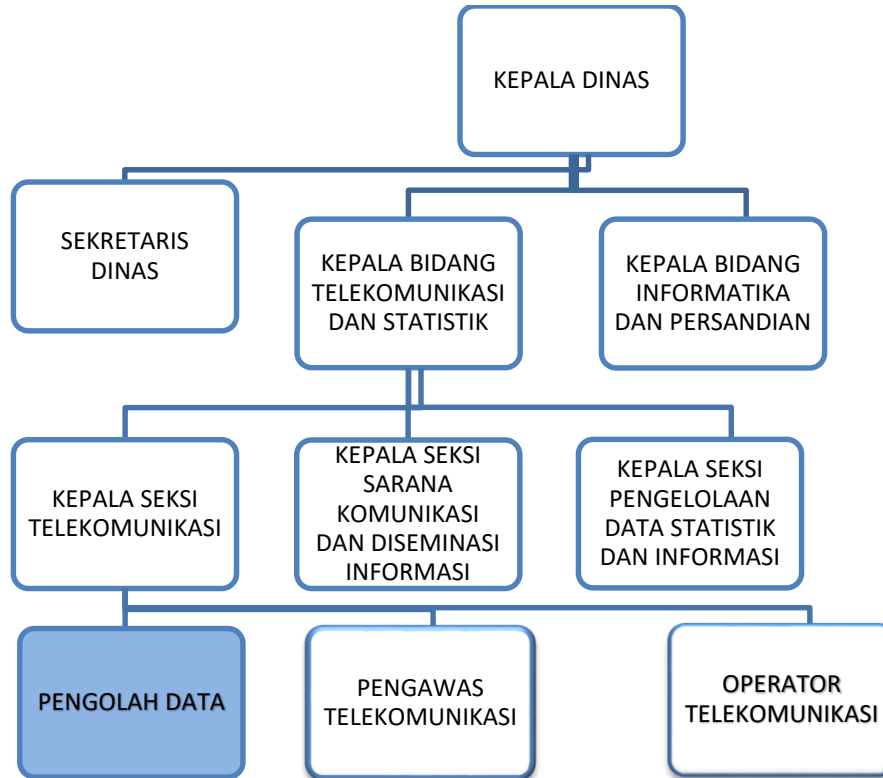 KEPALA DINAS
SEKRETARIS
DINAS
KEPALA BIDANG
TELEKOMUNIKASI
DAN STATISTIK
KEPALA BIDANG
INFORMATIKA
DAN PERSANDIAN
KEPALA SEKSI
TELEKOMUNIKASI
KEPALA SEKSI
SARANA
KOMUNIKASI
DAN DISEMINASI
INFORMASI
KEPALA SEKSI
PENGELOLAAN
DATA STATISTIK
DAN INFORMASI
PENGOLAH DATA
PENGAWAS
TELEKOMUNIKASI
OPERATOR
TELEKOMUNIKASI